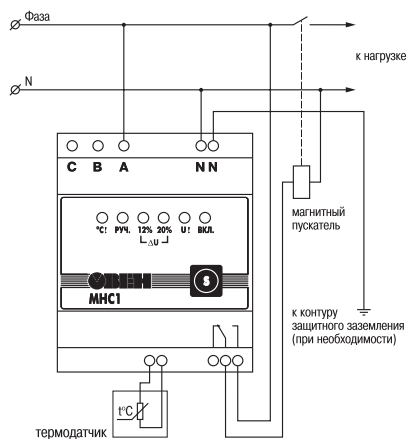 Фаза
к нагрузке
N
C B A N N
магнитный
пускатель
°C! РУЧ. 12% 20% U! ВКЛ.
ΔU
ОВЕН
S
МНС1
к контуру
защитного заземления
(при необходимости)
t°C
термодатчик